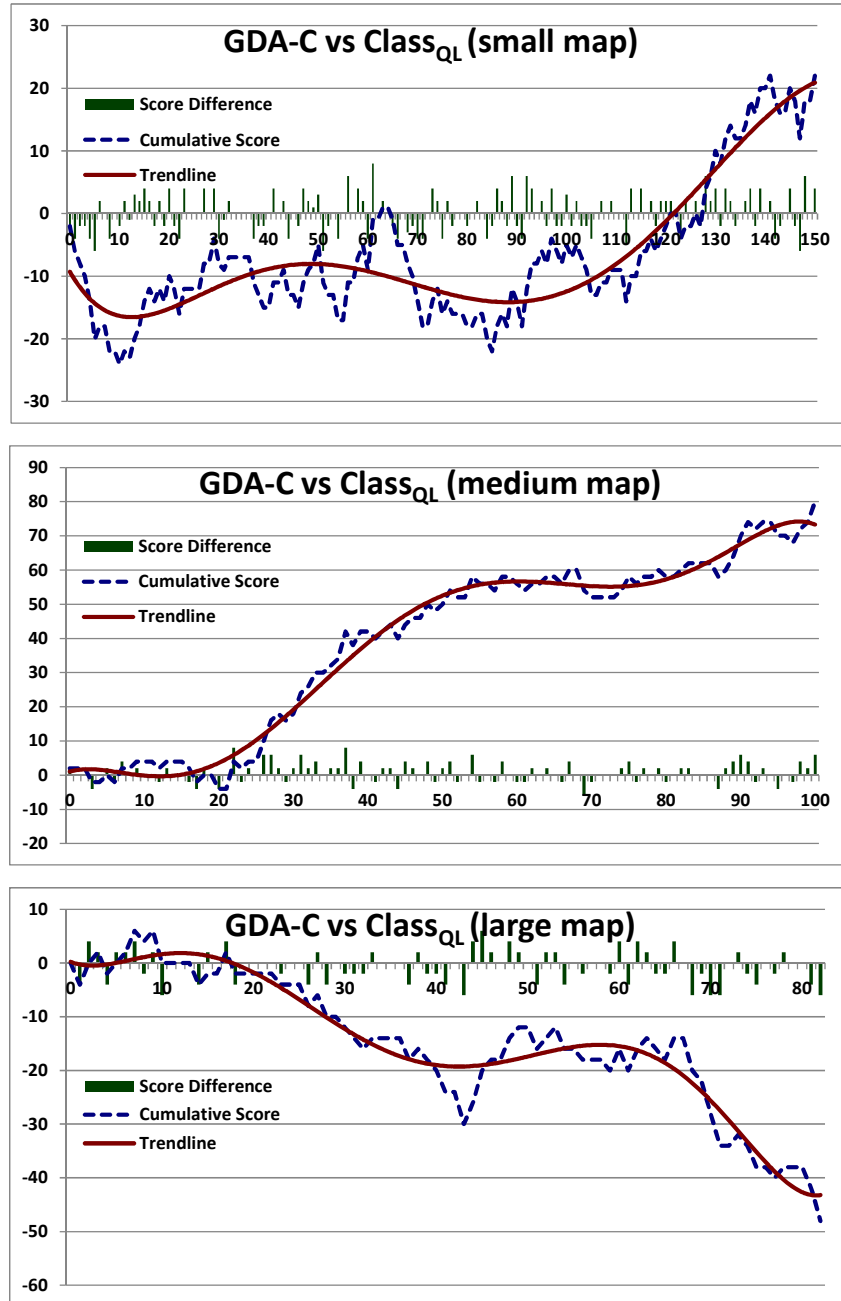 GDA-C vs ClassQL (small map)
30
20
10
0
-10
-20
-30
Score Difference
Cumulative Score
Trendline
0 10 20 30 40 50 60 70 80 90 100 110 120 130 140 150
GDA-C vs ClassQL (medium map)
90
80
70
60
50
40
30
20
10
0
-10
-20
Score Difference
Cumulative Score
Trendline
0 10 20 30 40 50 60 70 80 90 100
GDA-C vs ClassQL (large map)
10
0
-10
-20
-30
-40
-50
-60
0 10 20 30 40 50 60 70 80
Score Difference
Cumulative Score
Trendline